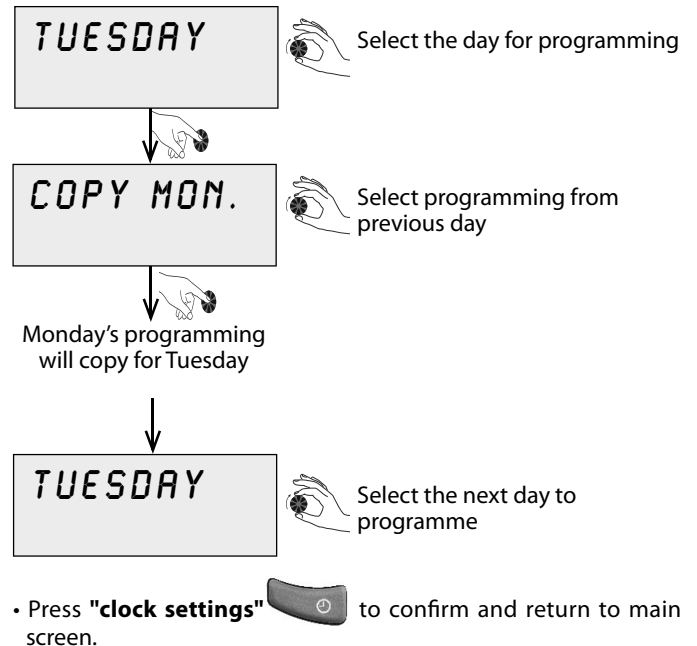 TUESDAY
Select the day for programming
COPY MON.
Select programming from
previous day
Monday’s programming
will copy for Tuesday
TUESDAY
Select the next day to
programme
• Press "clock settings" to confirm and return to main
screen.